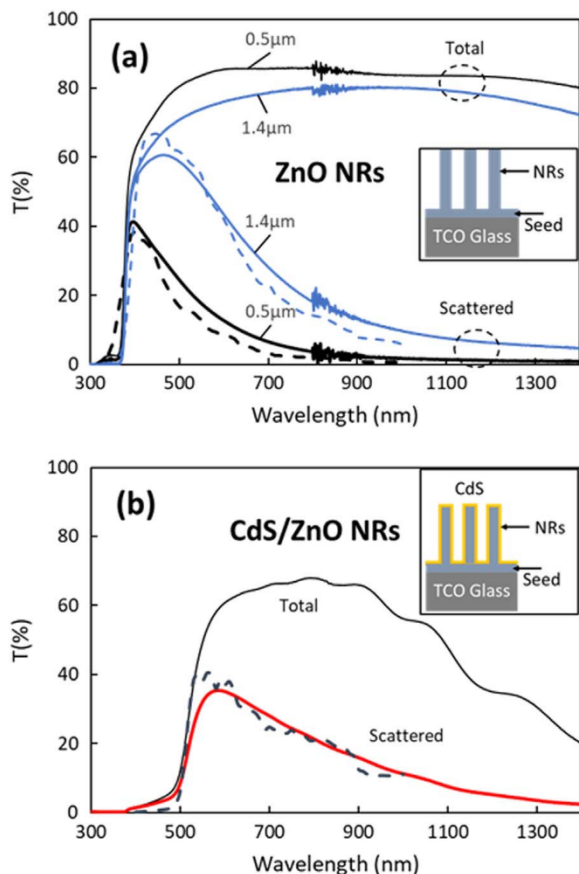 100
(a)
0.5µm
Total
80
1.4µm
60
ZnO NRs
NRs
Seed
TCO Glass
T(%)
40
1.4µm
20
0.5µm
Scattered
0
300 500 700 900 1100 1300
Wavelength (nm)
100
(b)
CdS
CdS/ZnO NRs
NRs
80
Seed
TCO Glass
60
Total
T(%)
40
Scattered
20
0
300 500 700 900 1100 1300
Wavelength (nm)